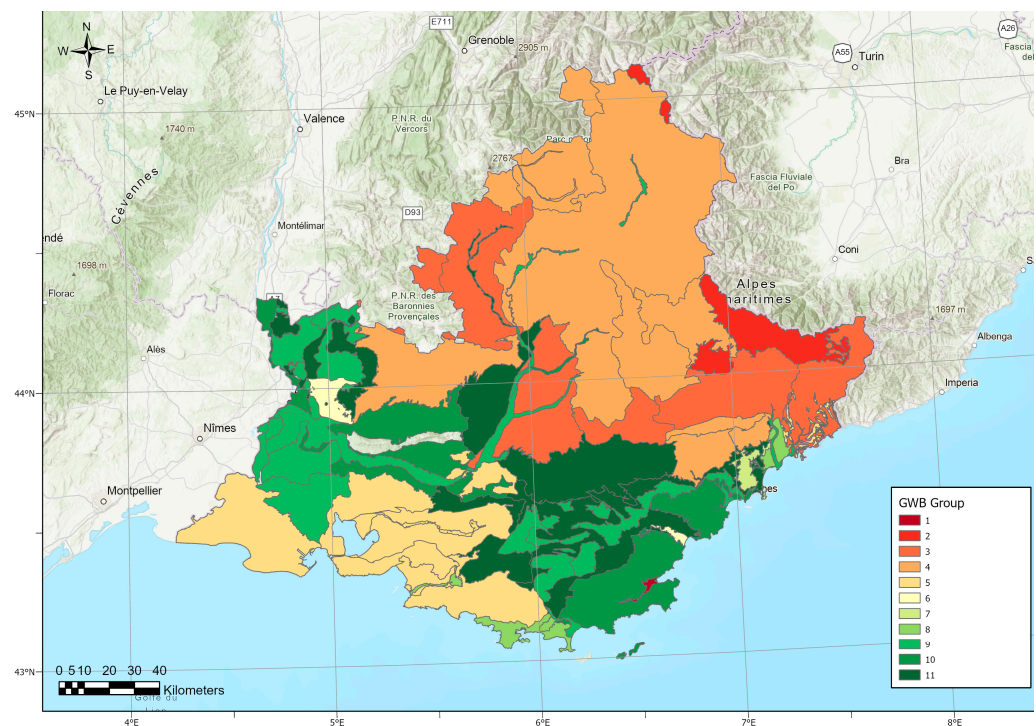 N
W E
S
E711
Grenoble
2905 m
A55
Turin
A26
Fascia
del
Le Puy-en-Velay
45°N
1740 m
Valence
P.N.R. du
Vercors
2767
Bra
Fascia Fluviale
del Po
Cévennes
D93
Montélimar
Coni
1698 m
Florac
P.N.R. des
Baronnies
Provençales
Alpes
maritimes
1697 m
Albenga
Alès
Imperia
44°N
Nîmes
Montpellier
43°N
0 5 10 20 30 40
Kilometers
4°E 5°E 6°E 7°E 8°E
GWB Group
1
2
3
4
5
6
7
8
9
10
11